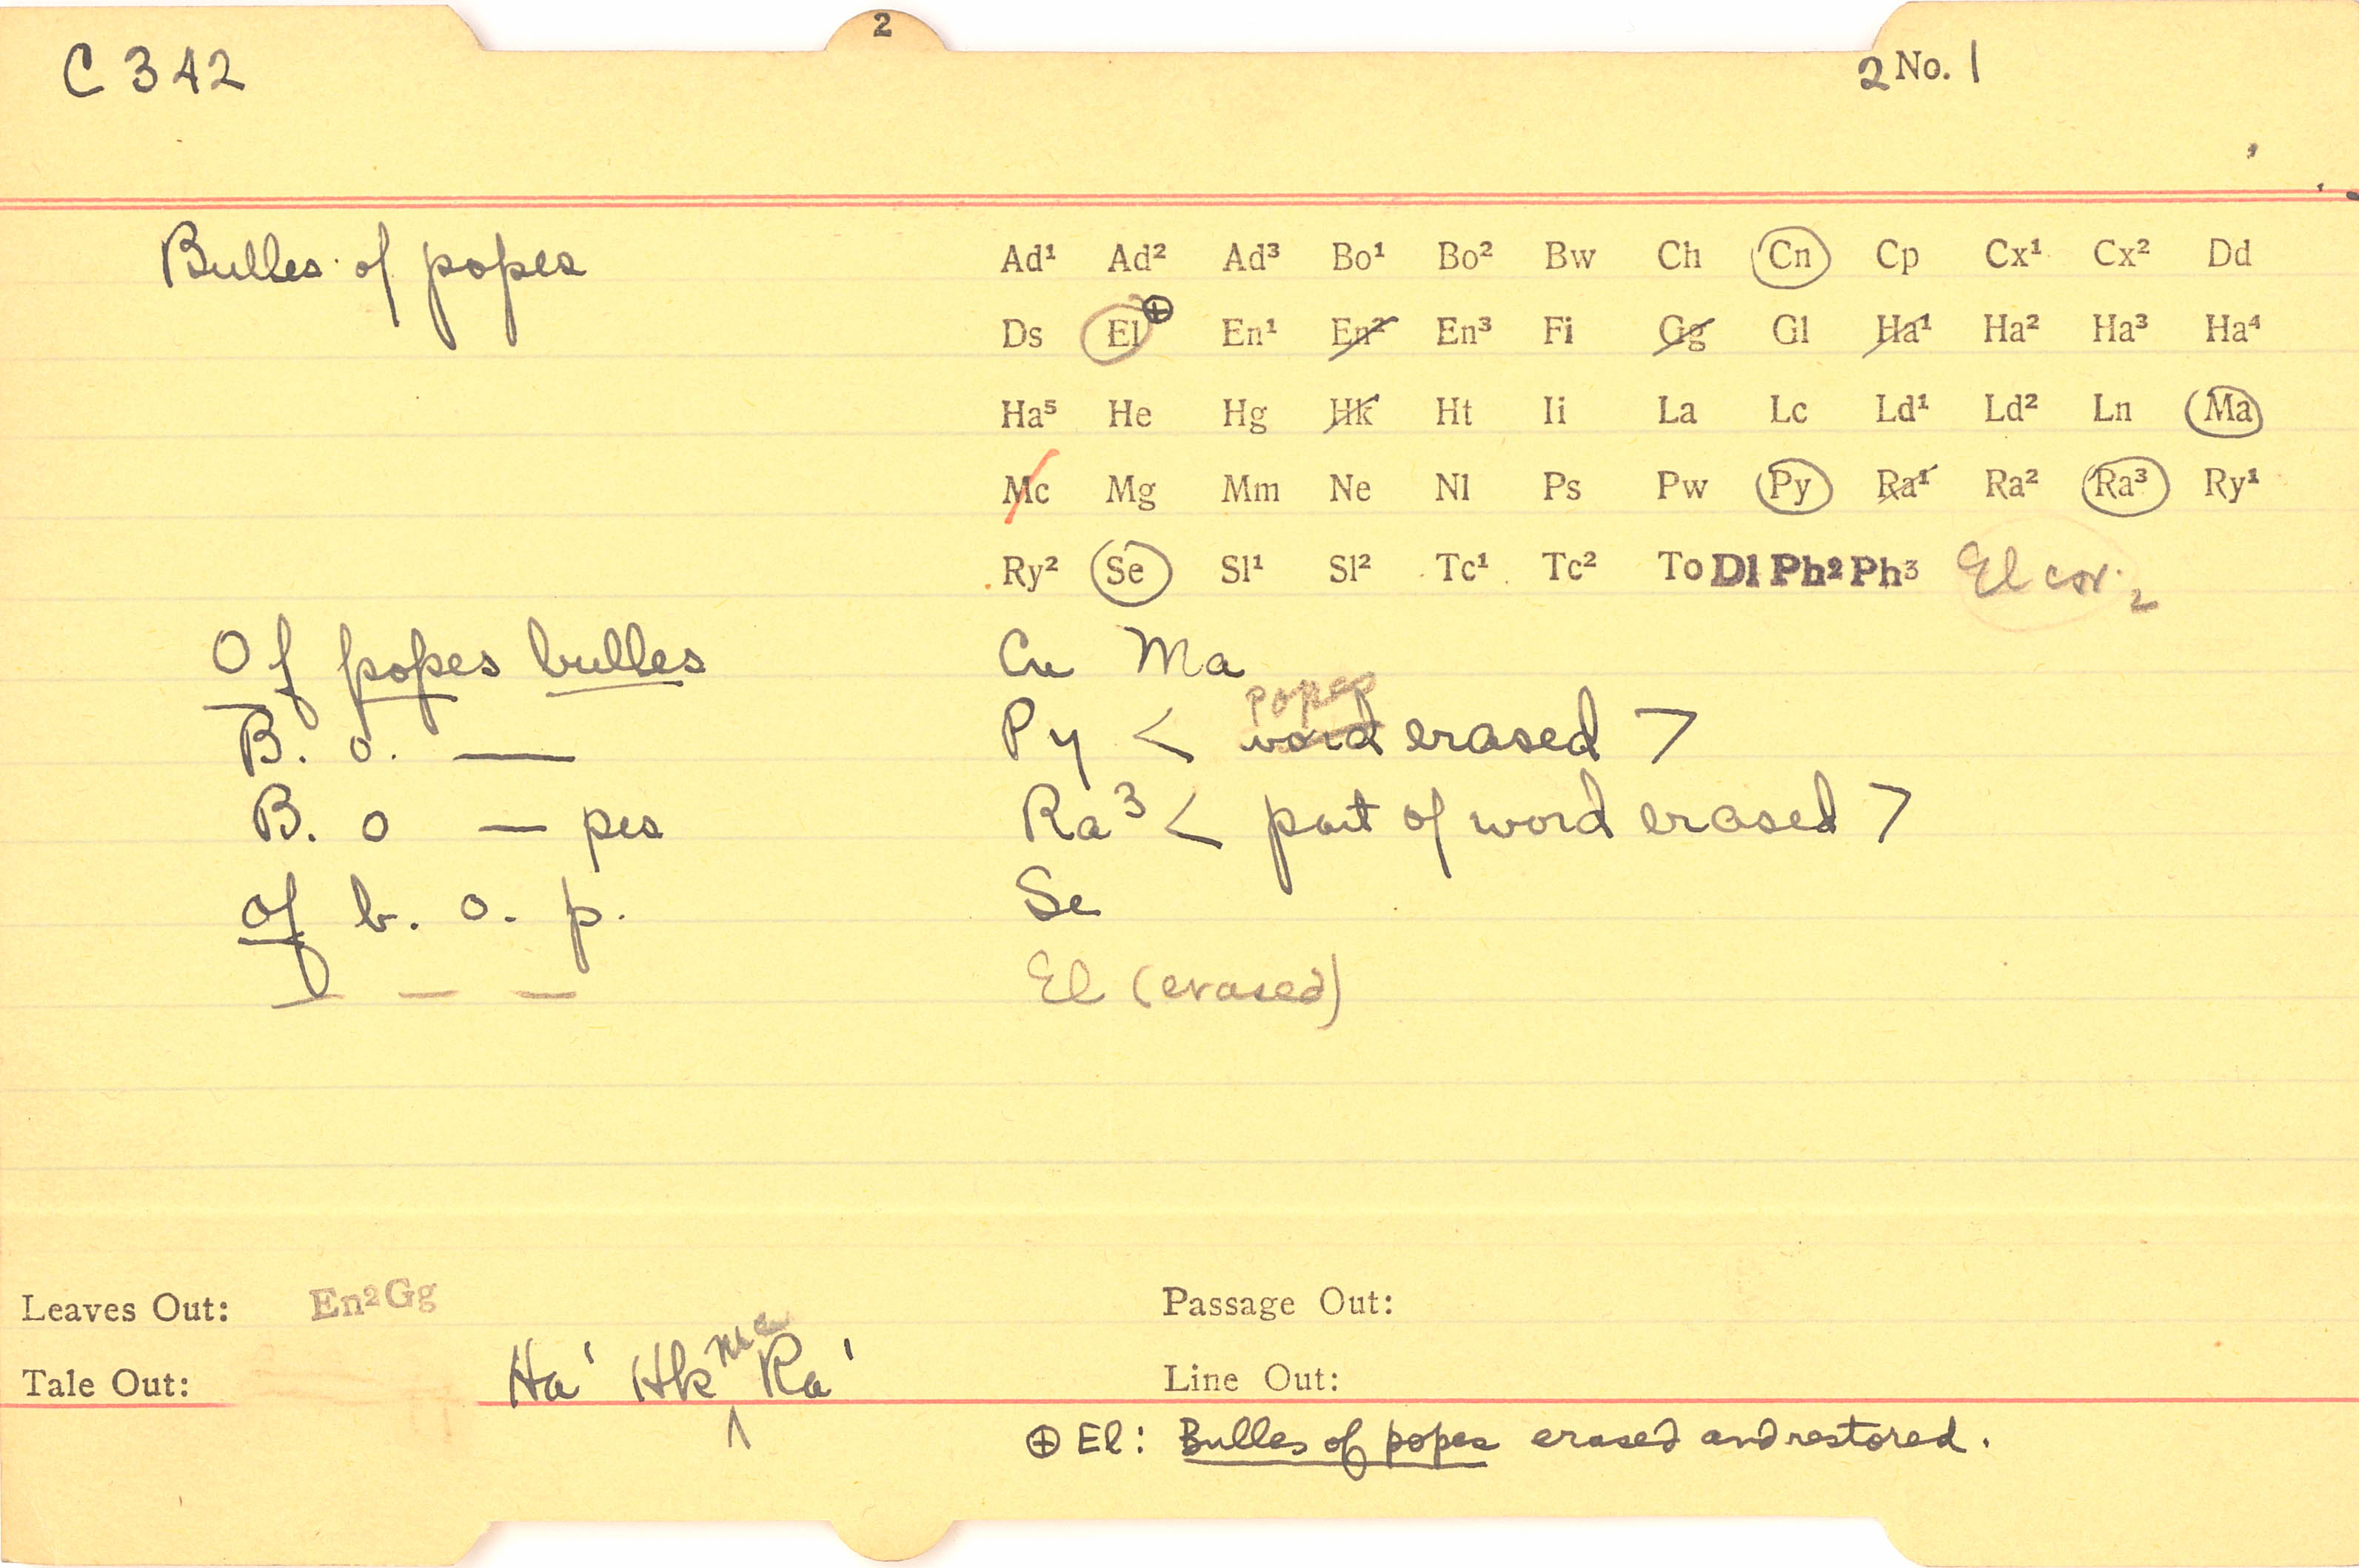 2
C 342
2 No. 1
Bulles of popes
Ad¹ Ad² Ad³ Bo¹ Bo² Bw Ch Cn Cp Cx¹ Cx² Dd
Ds El ⊕ En¹ En² En³ Fi Gg Gl Ha¹ Ha² Ha³ Ha⁴
Ha⁵ He Hg Hk Ht Ii La Lc Ld¹ Ld² Ln Ma
Mc Mg Mm Ne Nl Ps Pw Py Ra¹ Ra² Ra³ Ry¹
Ry² Se Sl¹ Sl² Tc¹ Tc² To Dl Ph² Ph³ El cor. 2
Of popes bulles Cn Ma
popes
B. o. — Py < word erased >
B. o — pes Ra³ < part of word erased >
Of b. o. p. Se
— — — El (erased)
Leaves Out: En² Gg Passage Out:
Mc
Tale Out: Ha¹ Hk ^ Ra¹ Line Out:
⊕ El: Bulles of popes erased and restored.